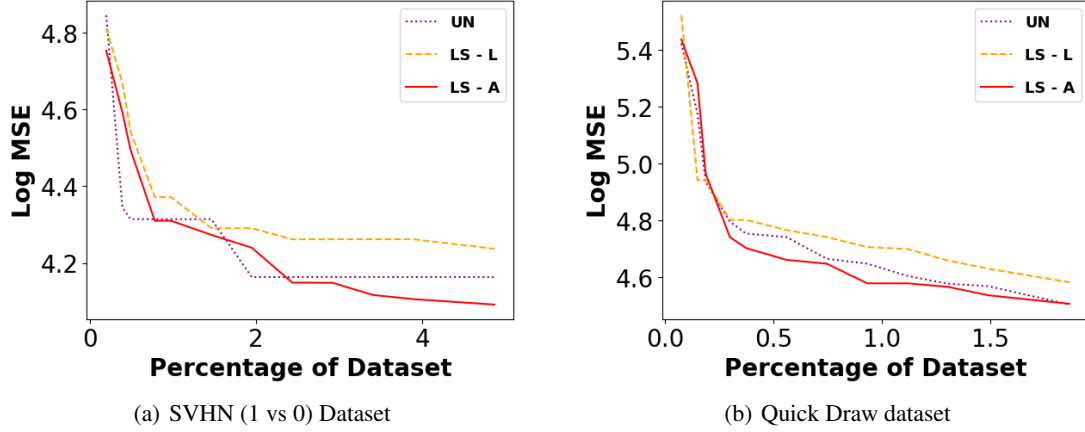 4.8
4.6
4.4
4.2
Log MSE
0
2
4
Percentage of Dataset
UN
LS - L
LS - A
(a) SVHN (1 vs 0) Dataset
5.4
5.2
5.0
4.8
4.6
Log MSE
0.0
0.5
1.0
1.5
Percentage of Dataset
UN
LS - L
LS - A
(b) Quick Draw dataset